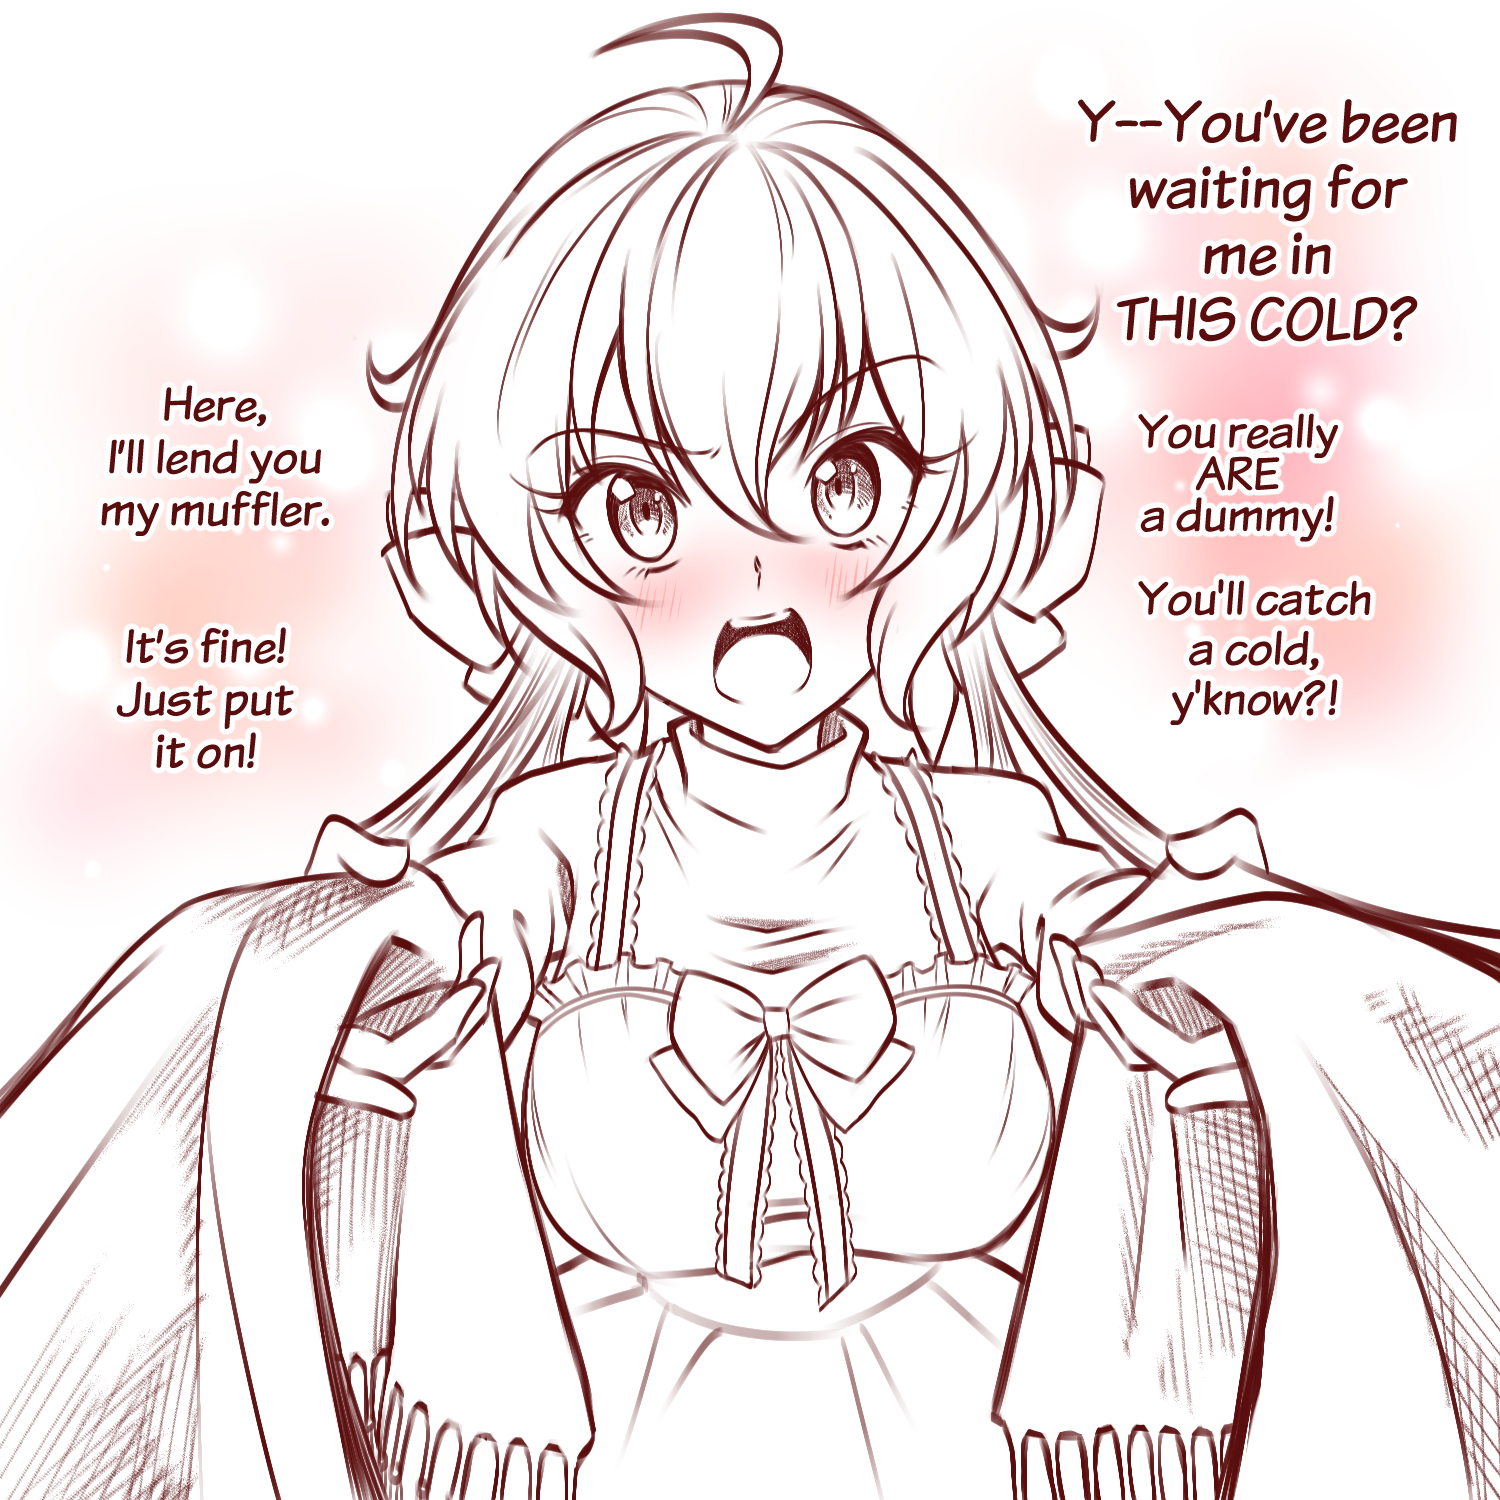 Y--You've been
waiting for
me in
THIS COLD?
You really
ARE
a dummy!
You'll catch
a cold,
y'know?!
Here,
I'll lend you
my muffler.
It's fine!
Just put
it on!